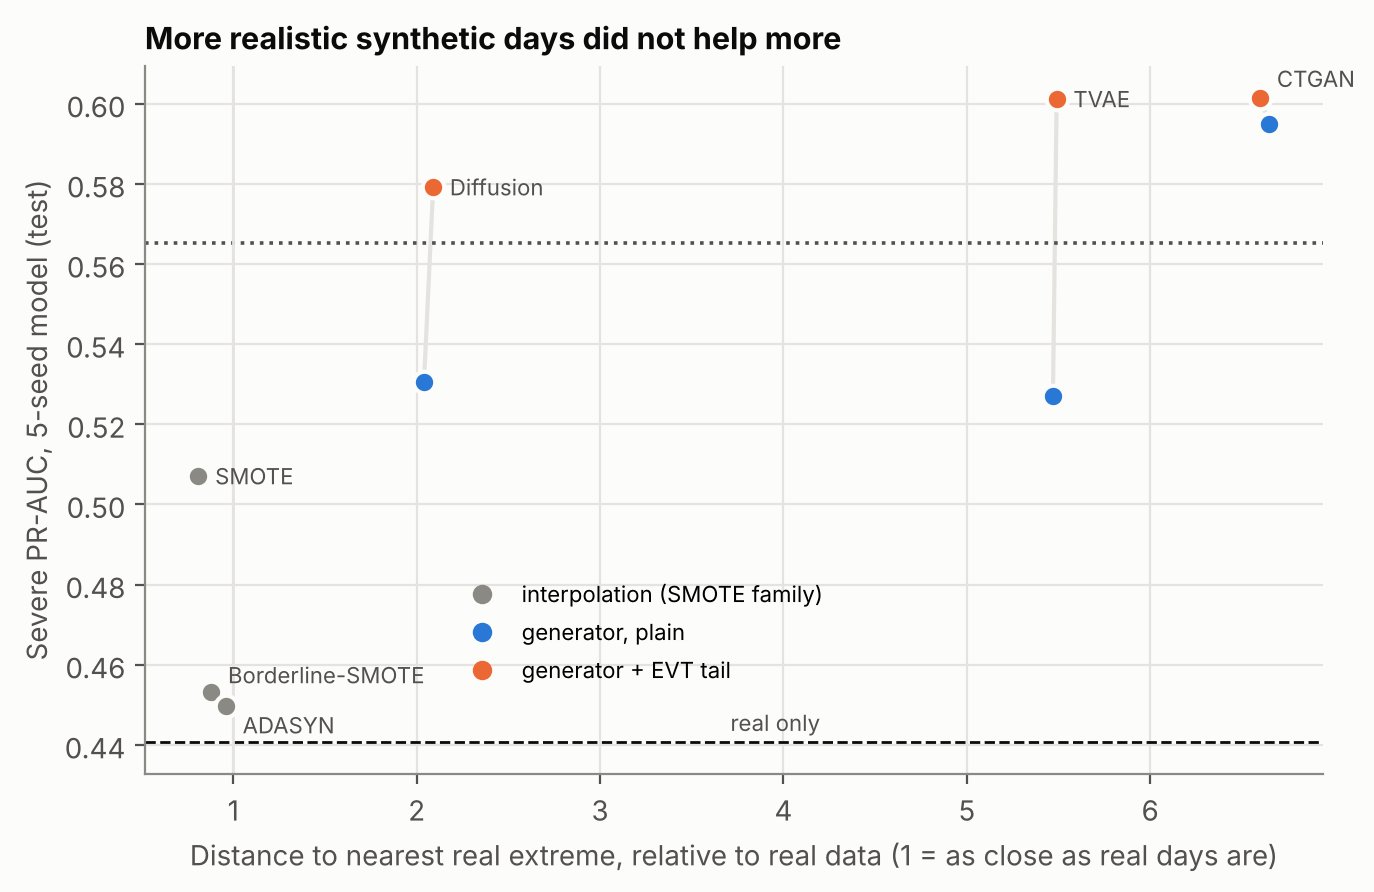 More realistic synthetic days did not help more
CTGAN
TVAE
0.60
Diffusion
0.58
0.56
0.54
0.52
SMOTE
0.50
0.48
interpolation (SMOTE family)
generator, plain
generator + EVT tail
0.46
Borderline-SMOTE
ADASYN
real only
0.44
Severe PR-AUC, 5-seed model (test)
1 2 3 4 5 6
Distance to nearest real extreme, relative to real data (1 = as close as real days are)